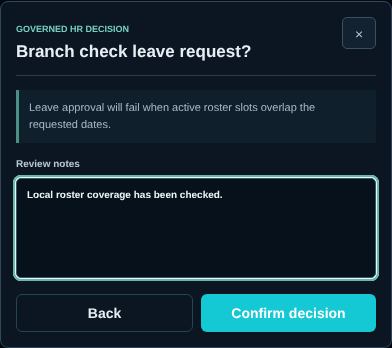 GOVERNED HR DECISION
Branch check leave request?
×
Leave approval will fail when active roster slots overlap the
requested dates.
Review notes
Local roster coverage has been checked.
Back
Confirm decision